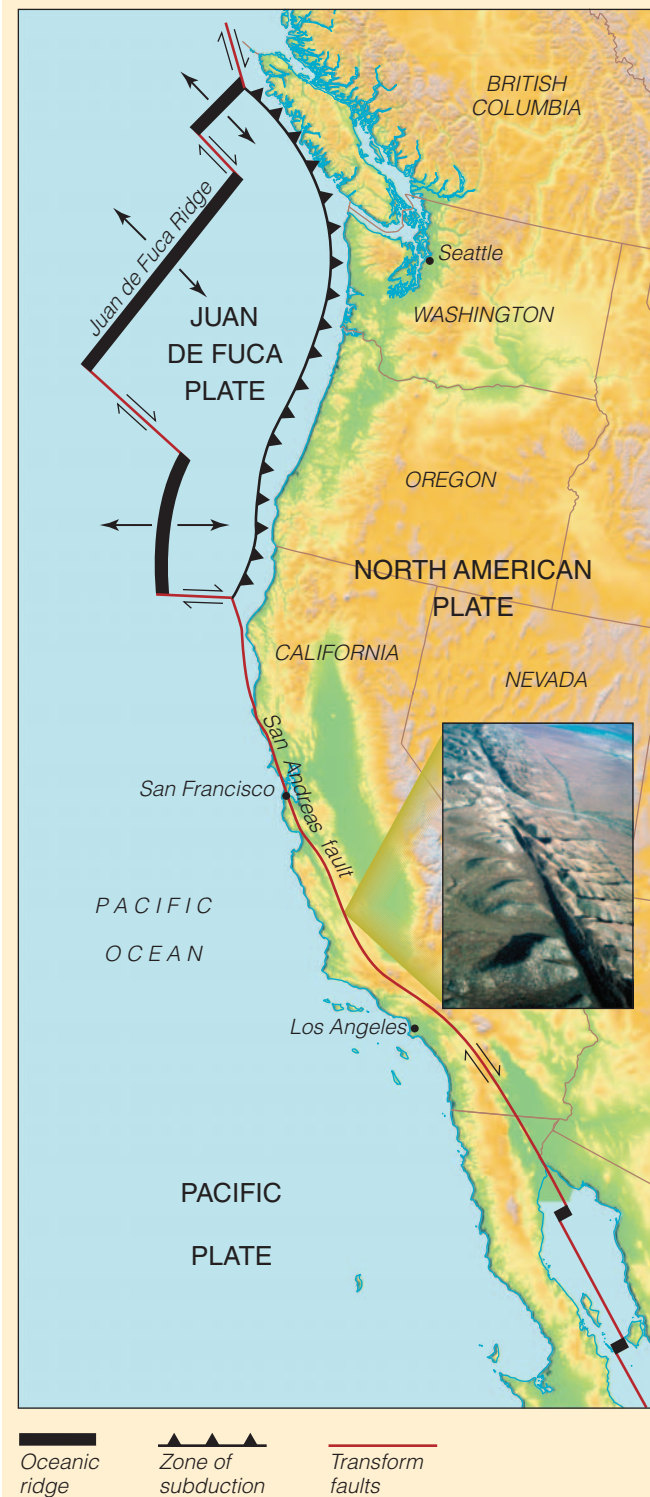 BRITISH
COLUMBIA
Juan de Fuca Ridge
Seattle
JUAN
DE FUCA
PLATE
WASHINGTON
OREGON
NORTH AMERICAN
PLATE
CALIFORNIA
NEVADA
San Andreas fault
San Francisco
PACIFIC
OCEAN
Los Angeles
PACIFIC
PLATE
Oceanic
ridge
Zone of
subduction
Transform
faults